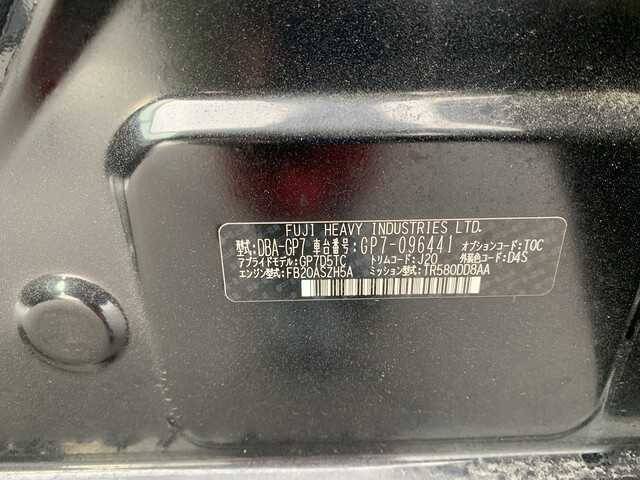 FUJI HEAVY INDUSTRIES LTD.
型式:DBA-GP7 車台番号:GP7-096441 オプションコード:TOC
アプライドモデル:GP7D5TC トリムコード:J20 外装色コード:D4S
エンジン型式:FB20ASZH5A ミッション型式:TR580DD8AA